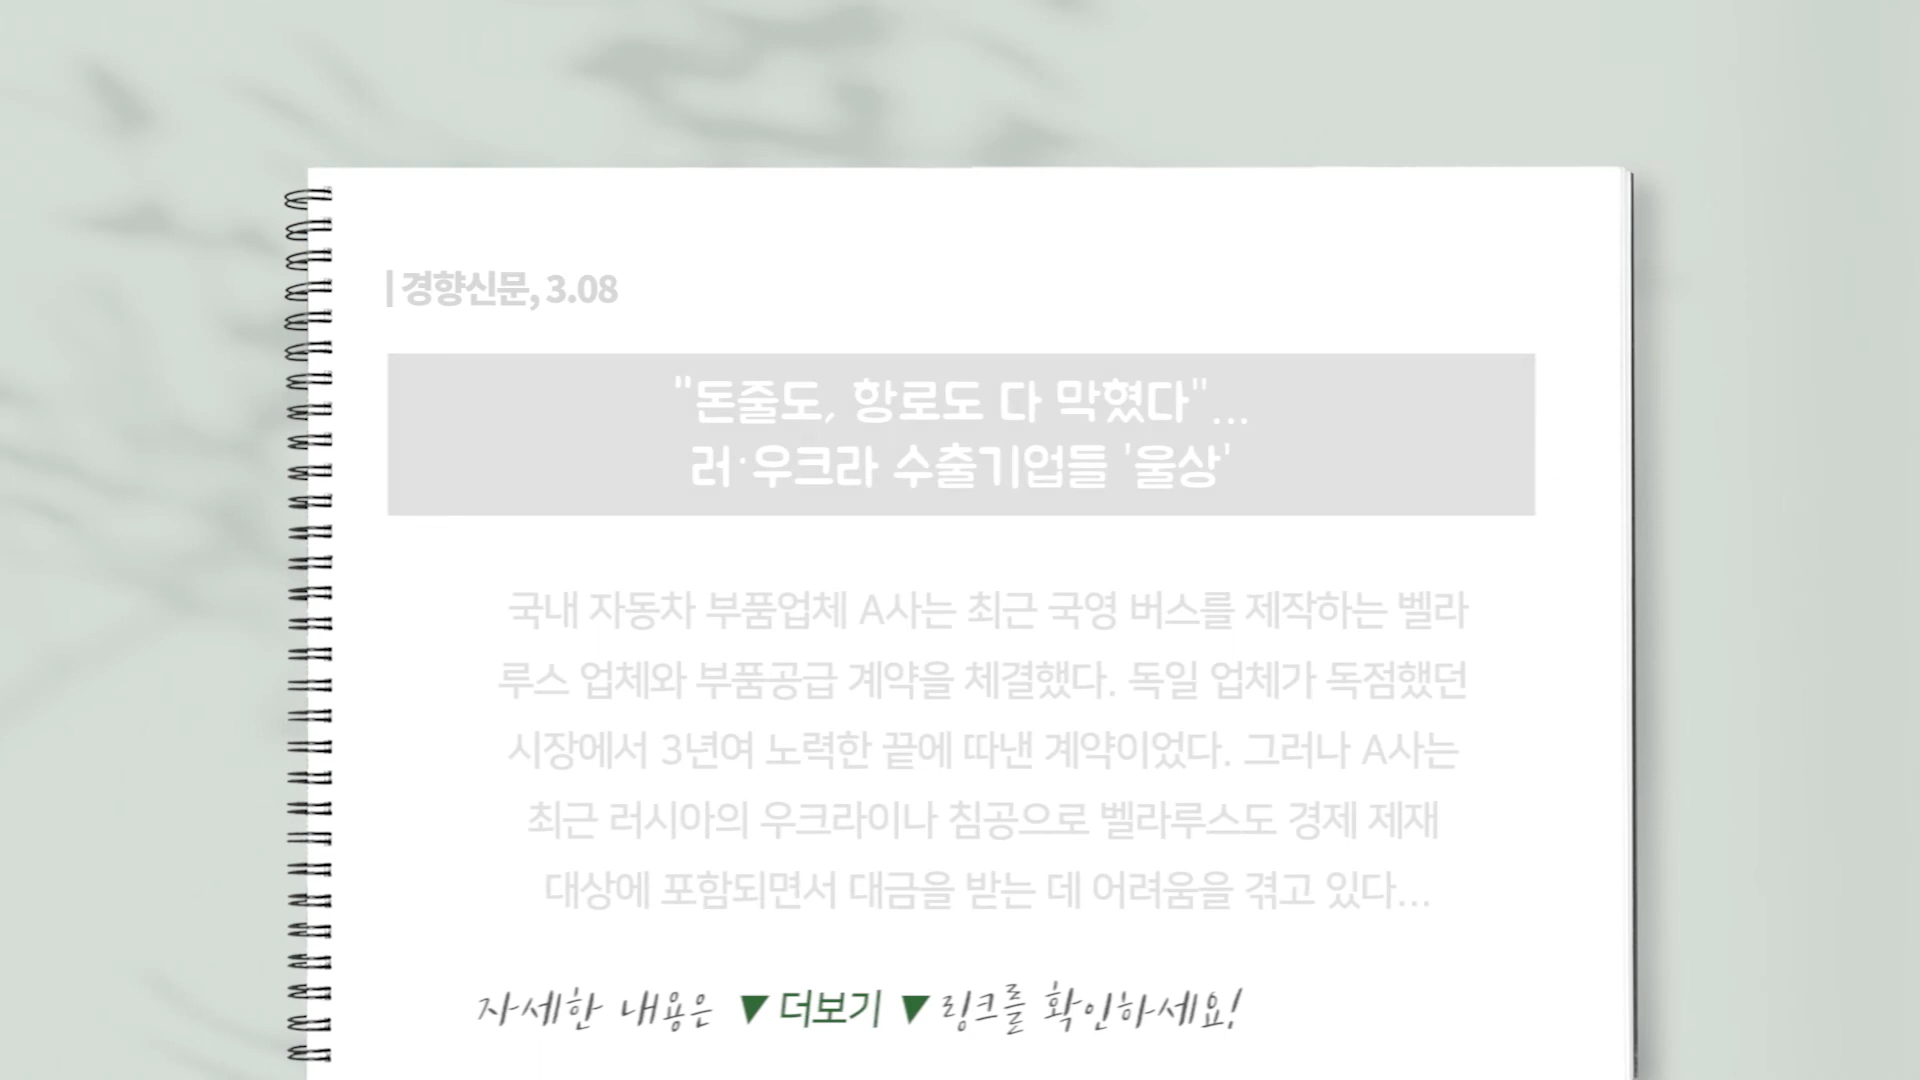 | 경향신문, 3.08
"돈줄도, 항로도 다 막혔다"...
러·우크라 수출기업들 '울상'
국내 자동차 부품업체 A사는 최근 국영 버스를 제작하는 벨라
루스 업체와 부품공급 계약을 체결했다. 독일 업체가 독점했던
시장에서 3년여 노력한 끝에 따낸 계약이었다. 그러나 A사는
최근 러시아의 우크라이나 침공으로 벨라루스도 경제 제재
대상에 포함되면서 대금을 받는 데 어려움을 겪고 있다...
자세한 내용은 ▼더보기 ▼링크를 확인하세요!